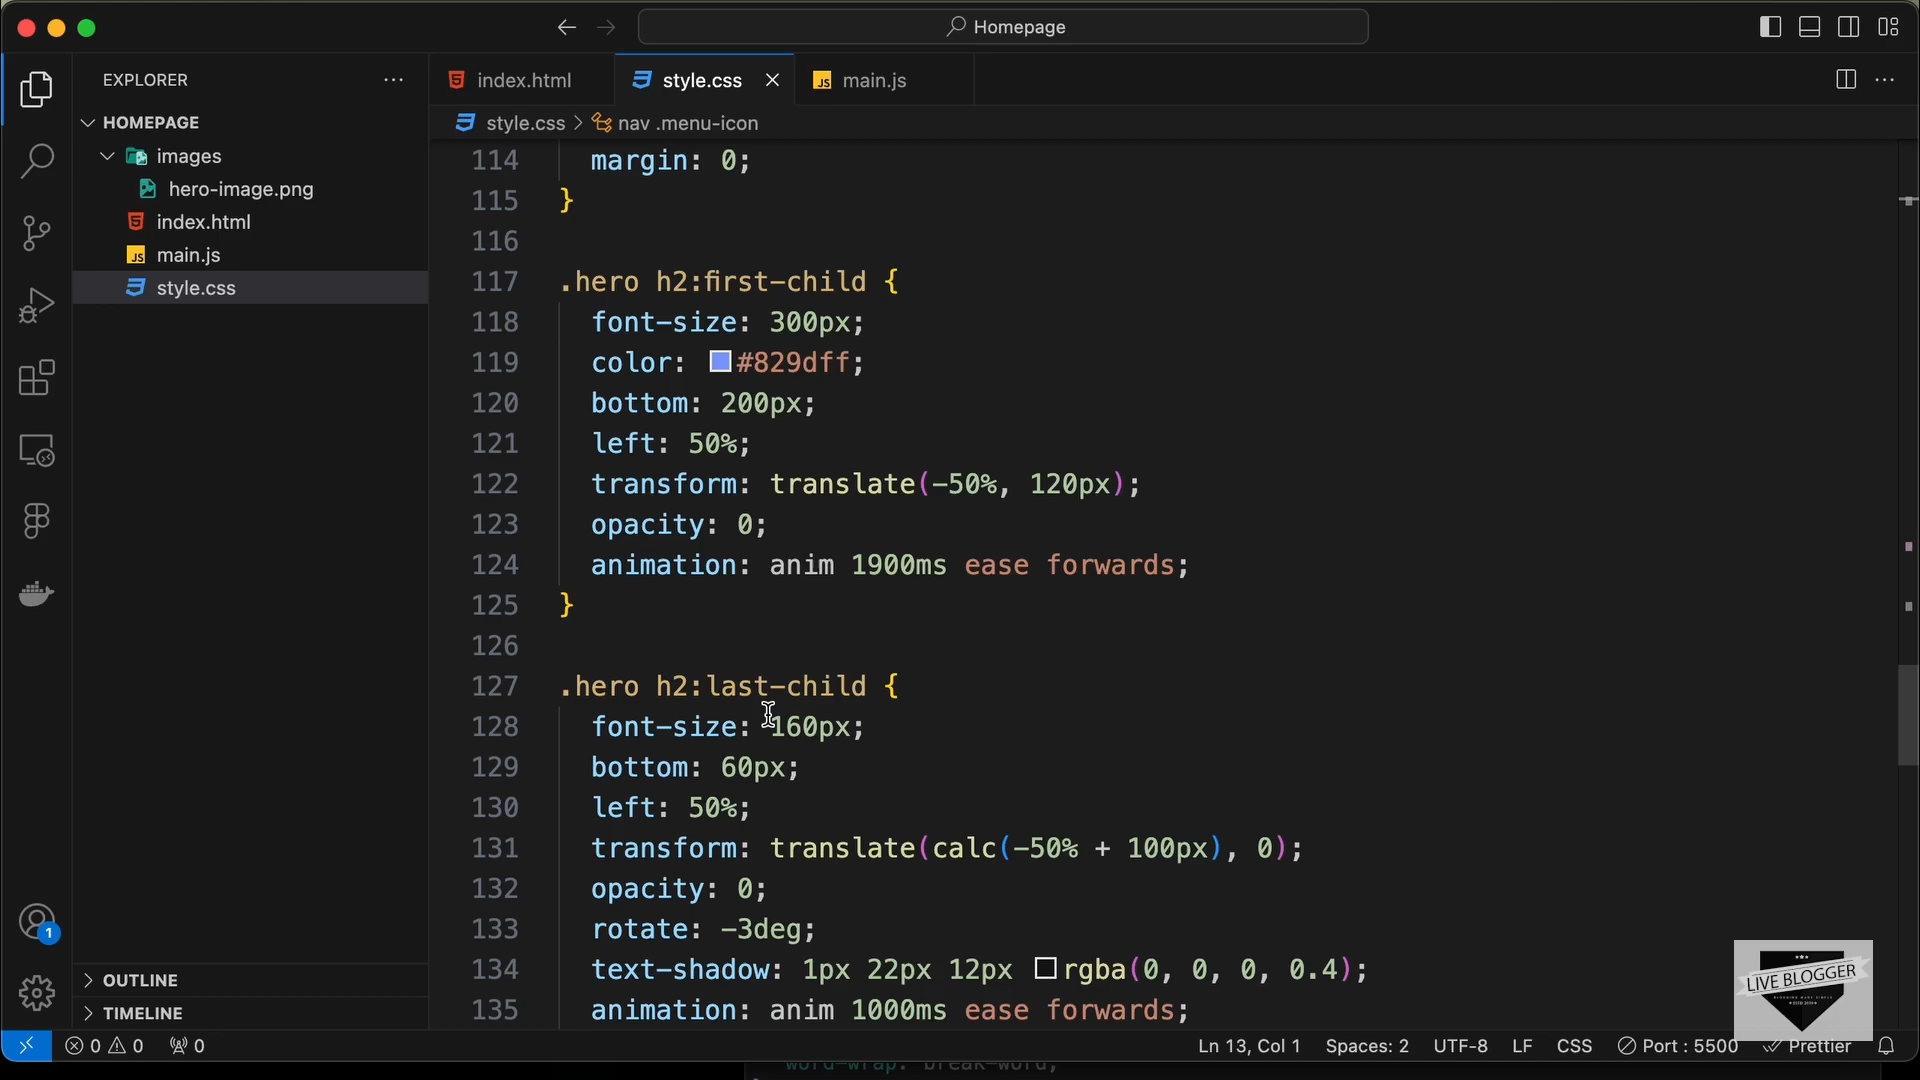 Homepage
EXPLORER
HOMEPAGE
images
hero-image.png
index.html
main.js
style.css
OUTLINE
TIMELINE
index.html
style.css
main.js
style.css > nav .menu-icon
114 margin: 0;
115 }
116
117 .hero h2:first-child {
118 font-size: 300px;
119 color: #829dff;
120 bottom: 200px;
121 left: 50%;
122 transform: translate(-50%, 120px);
123 opacity: 0;
124 animation: anim 1900ms ease forwards;
125 }
126
127 .hero h2:last-child {
128 font-size: 160px;
129 bottom: 60px;
130 left: 50%;
131 transform: translate(calc(-50% + 100px), 0);
132 opacity: 0;
133 rotate: -3deg;
134 text-shadow: 1px 22px 12px rgba(0, 0, 0, 0.4);
135 animation: anim 1000ms ease forwards;
1
LIVE BLOGGER
0 0 0 Ln 13, Col 1 Spaces: 2 UTF-8 LF CSS Port : 5500 Prettier
word-wrap: break-word;